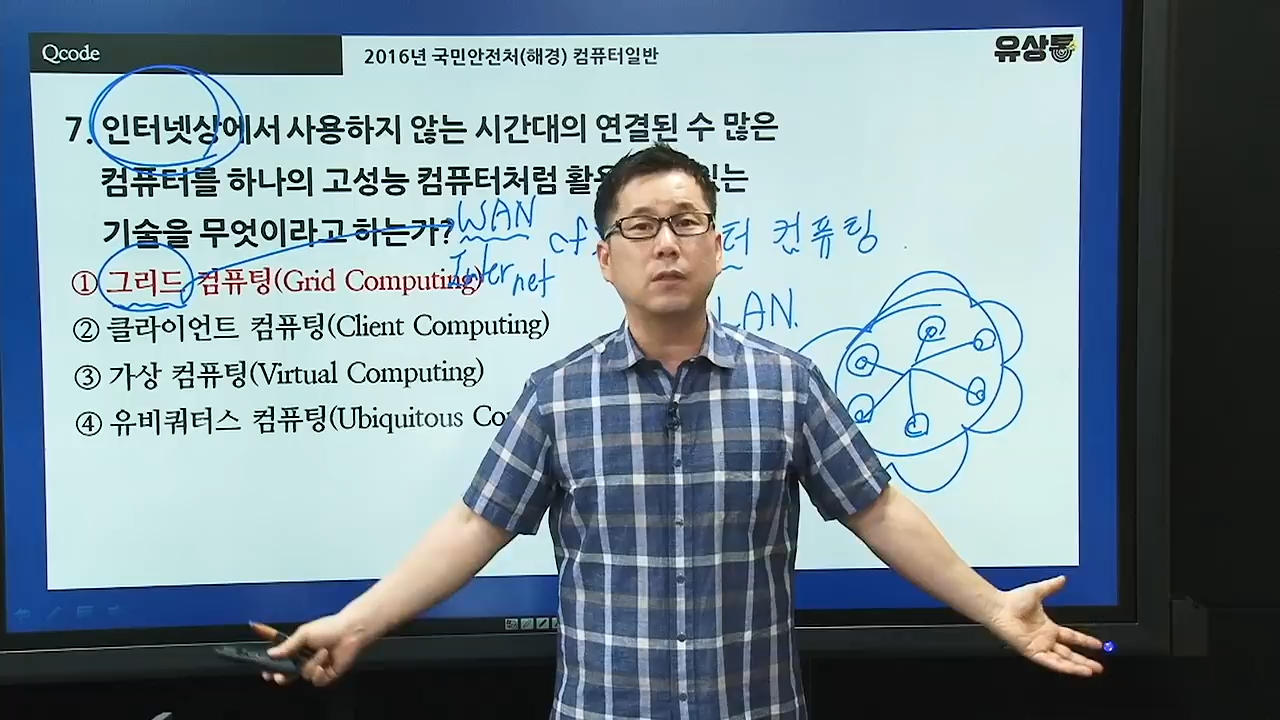 Qcode
2016년 국민안전처(해경) 컴퓨터일반
유상통
7. 인터넷상에서 사용하지 않는 시간대의 연결된 수 많은
컴퓨터를 하나의 고성능 컴퓨터처럼 있는
기술을 무엇이라고 하는가?
WAN
cf 터 컴퓨팅
① 그리드 컴퓨팅(Grid Computing)
Internet
LAN.
② 클라이언트 컴퓨팅(Client Computing)
③ 가상 컴퓨팅(Virtual Computing)
④ 유비쿼터스 컴퓨팅(Ubiquitous